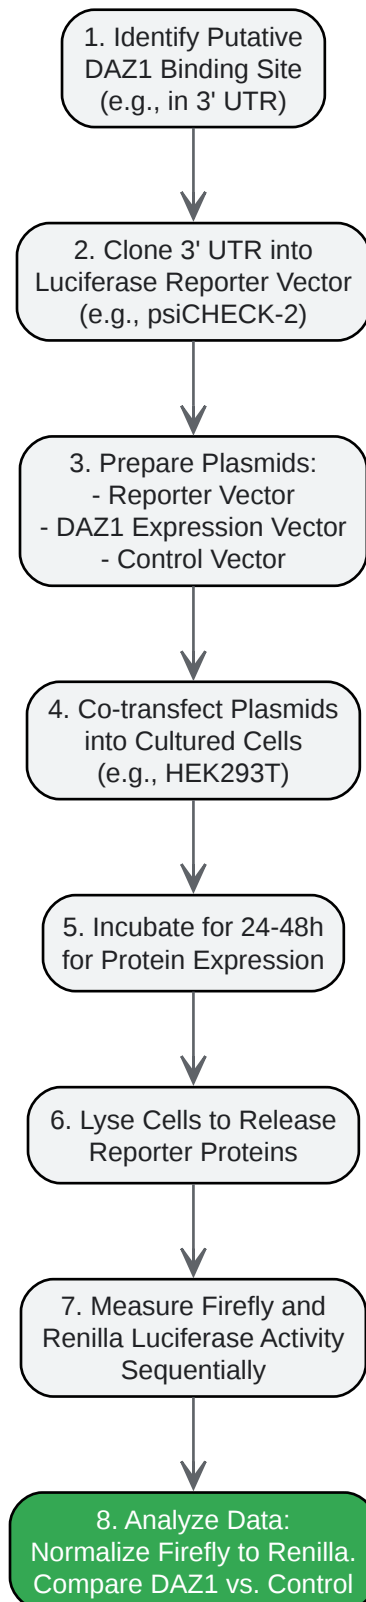 1. Identify Putative
DAZ1 Binding Site
(e.g., in 3' UTR)
2. Clone 3' UTR into
Luciferase Reporter Vector
(e.g., psiCHECK-2)
3. Prepare Plasmids:
- Reporter Vector
- DAZ1 Expression Vector
- Control Vector
4. Co-transfect Plasmids
into Cultured Cells
(e.g., HEK293T)
5. Incubate for 24-48h
for Protein Expression
6. Lyse Cells to Release
Reporter Proteins
7. Measure Firefly and
Renilla Luciferase Activity
Sequentially
8. Analyze Data:
Normalize Firefly to Renilla.
Compare DAZ1 vs. Control